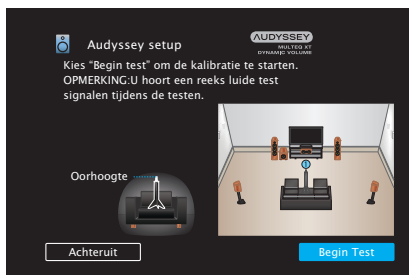 Audyssey setup
AUDYSSEY
MULTEQ XT
DYNAMIC VOLUME
Kies “Begin test” om de kalibratie te starten.
OPMERKING:U hoort een reeks luide test
signalen tijdens de testen.
1
Oorhoogte
Achteruit
Begin Test